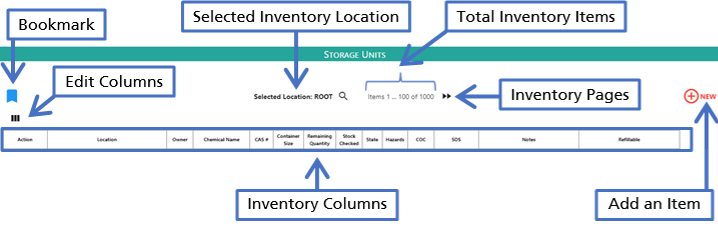 Bookmark
Selected Inventory Location
Total Inventory Items
STORAGE UNITS
Edit Columns
Selected Location: ROOT
Items 1 ... 100 of 1000
Inventory Pages
NEW
Action Location Owner Chemical Name CAS # Container Size Remaining Quantity Stock Checked State Hazards COC SDS Notes Refillable
Inventory Columns
Add an Item